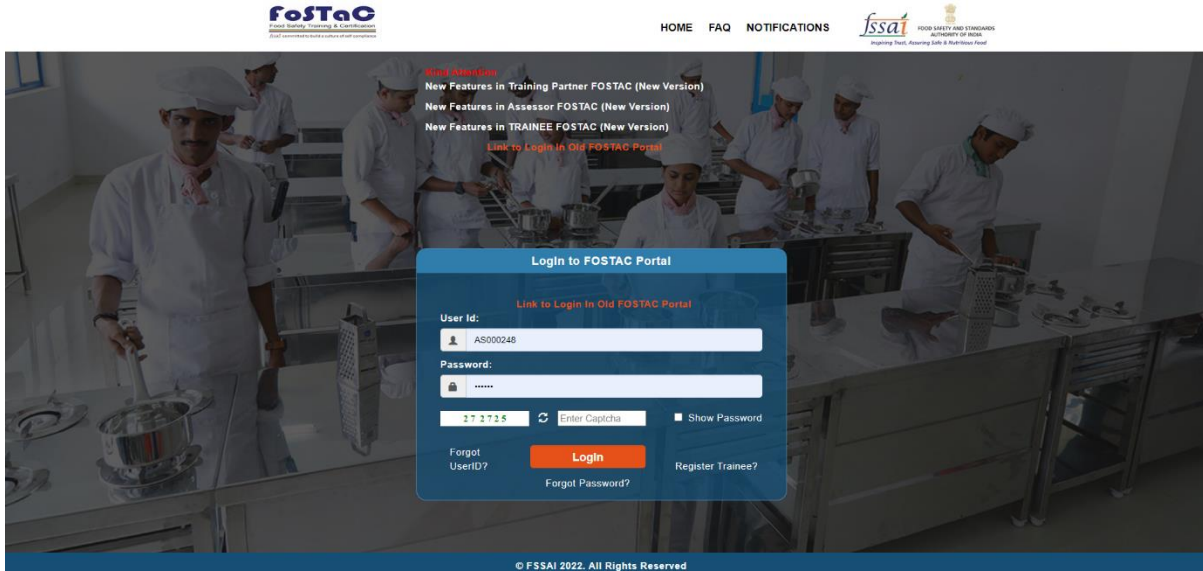 FoSTaC
Food Safety Training & Certification
HOME FAQ NOTIFICATIONS
fssai
FOOD SAFETY AND STANDARDS
AUTHORITY OF INDIA
Inspiring Trust, Assuring Safe & Nutritious Food
New Features in Training Partner FOSTAC (New Version)
New Features in Assessor FOSTAC (New Version)
New Features in TRAINEE FOSTAC (New Version)
Link to Login In Old FOSTAC Portal
LogIn to FOSTAC Portal
Link to Login In Old FOSTAC Portal
User Id:
AS000248
Password:
••••••
272725
Enter Captcha
Show Password
Forgot
UserID?
LogIn
Register Trainee?
Forgot Password?
© FSSAI 2022. All Rights Reserved